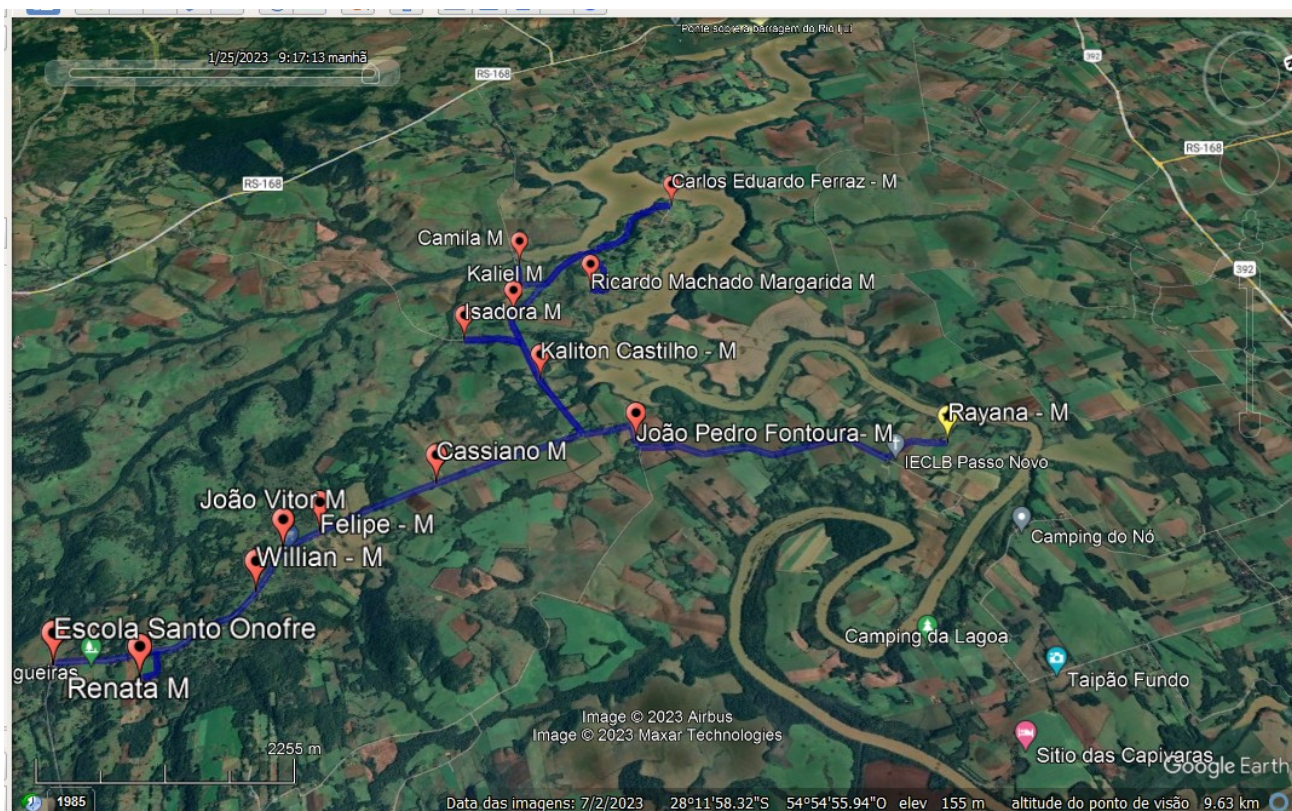 Ponte sobre a barragem do Rio Ijuí
1/25/2023 9:17:13 manhã
RS-168
392
RS-168
RS-168
Carlos Eduardo Ferraz - M
Camila M
392
Kaliel M
Ricardo Machado Margarida M
Isadora M
Kaliton Castilho - M
Rayana - M
João Pedro Fontoura- M
Cassiano M
IECLB Passo Novo
João Vitor M
Felipe - M
Camping do Nó
Willian - M
Escola Santo Onofre
Camping da Lagoa
gueiras
Renata M
Taipão Fundo
Image © 2023 Airbus
Image © 2023 Maxar Technologies
2255 m
Sitio das Capivaras
Google Earth
1985
Data das imagens: 7/2/2023 28°11'58.32"S 54°54'55.94"O elev 155 m altitude do ponto de visão 9.63 km